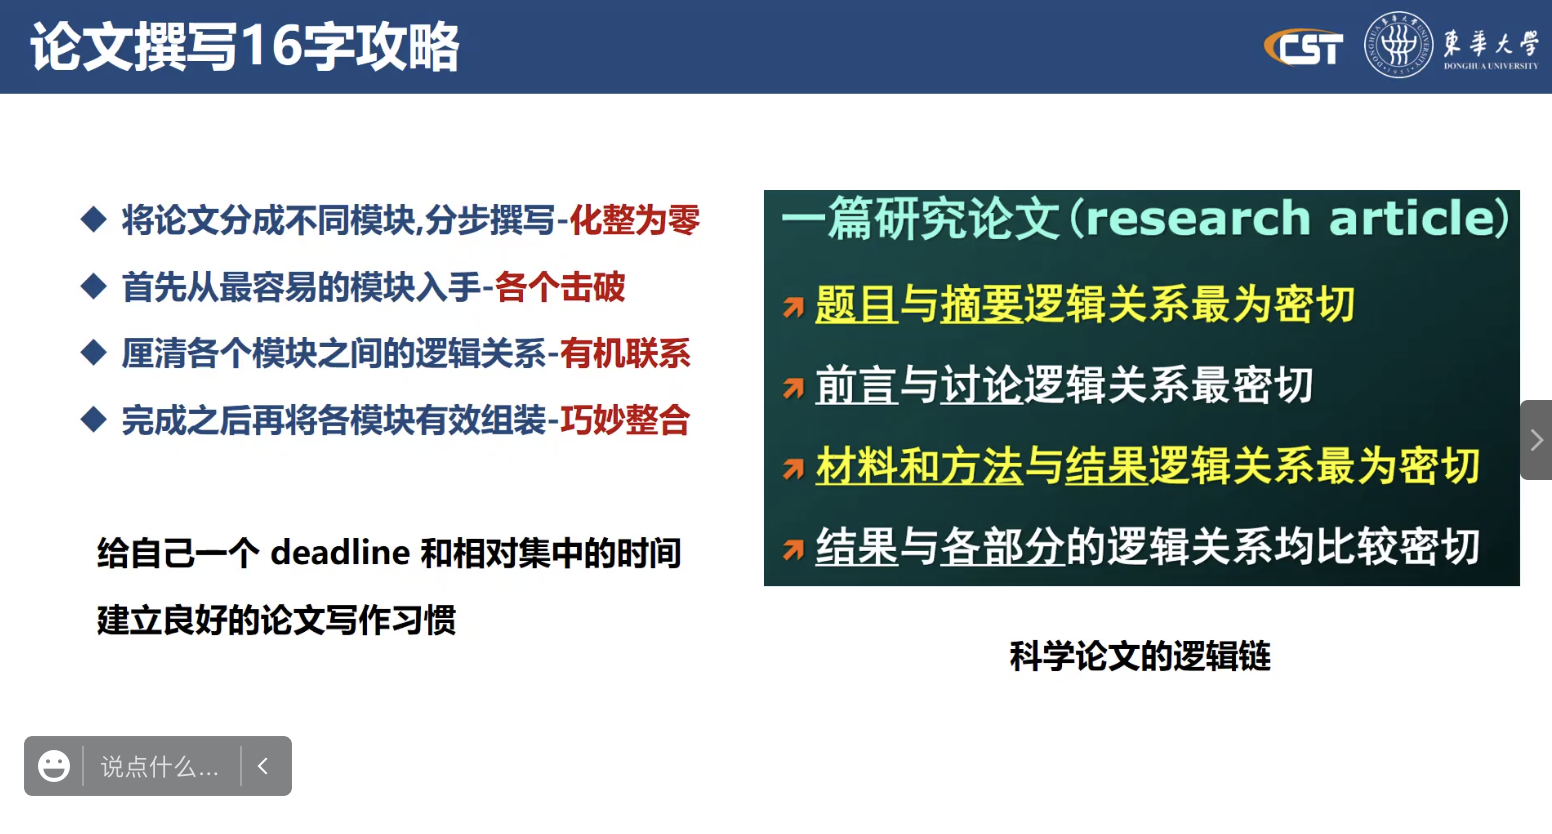 论文撰写16字攻略
CST
DONGHUA UNIVERSITY
1951
東華大學
DONGHUA UNIVERSITY
将论文分成不同模块,分步撰写-化整为零
首先从最容易的模块入手-各个击破
厘清各个模块之间的逻辑关系-有机联系
完成之后再将各模块有效组装-巧妙整合
给自己一个 deadline 和相对集中的时间
建立良好的论文写作习惯
一篇研究论文(research article)
题目与摘要逻辑关系最为密切
前言与讨论逻辑关系最密切
材料和方法与结果逻辑关系最为密切
结果与各部分的逻辑关系均比较密切
科学论文的逻辑链
说点什么...